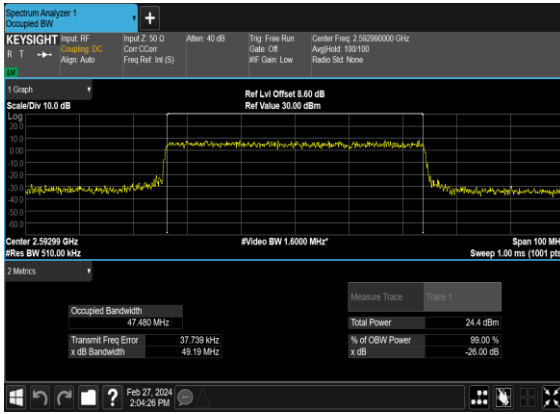 Spectrum Analyzer 1
Occupied BW
KEYSIGHT
R T
LW
Input: RF
Coupling: DC
Align: Auto
Input Z: 50 Ω
Corr CCorr
Freq Ref: Int (S)
Atten: 40 dB
Trig: Free Run
Gate: Off
#IF Gain: Low
Center Freq: 2.592990000 GHz
Avg|Hold: 100/100
Radio Std: None
1 Graph
Scale/Div 10.0 dB
Ref Lvl Offset 8.60 dB
Ref Value 30.00 dBm
Log
20.0
10.0
0.00
-10.0
-20.0
-30.0
-40.0
-50.0
-60.0
Center 2.59299 GHz
#Res BW 510.00 kHz
#Video BW 1.6000 MHz*
Span 100 MH
Sweep 1.00 ms (1001 pts
2 Metrics
Measure Trace
Trace 1
Occupied Bandwidth
47.480 MHz
Total Power
24.4 dBm
Transmit Freq Error
37.739 kHz
% of OBW Power
99.00 %
x dB Bandwidth
49.19 MHz
x dB
-26.00 dB
Feb 27, 2024
2:04:26 PM